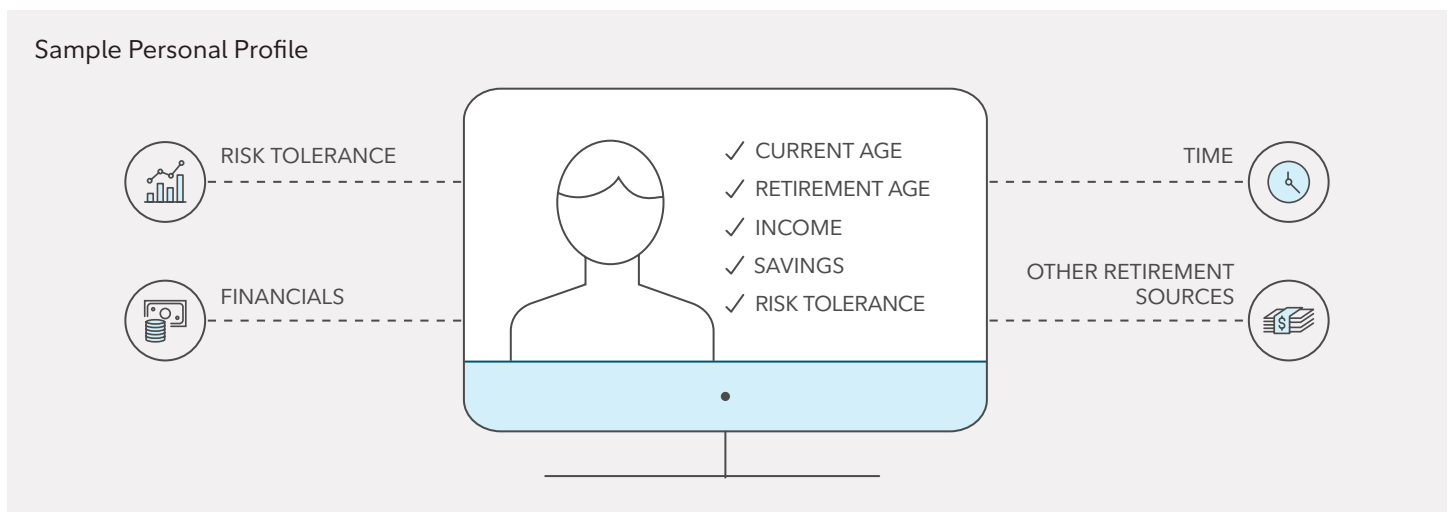 Sample Personal Profile
RISK TOLERANCE
FINANCIALS
CURRENT AGE
RETIREMENT AGE
INCOME
SAVINGS
RISK TOLERANCE
TIME
OTHER RETIREMENT
SOURCES
$